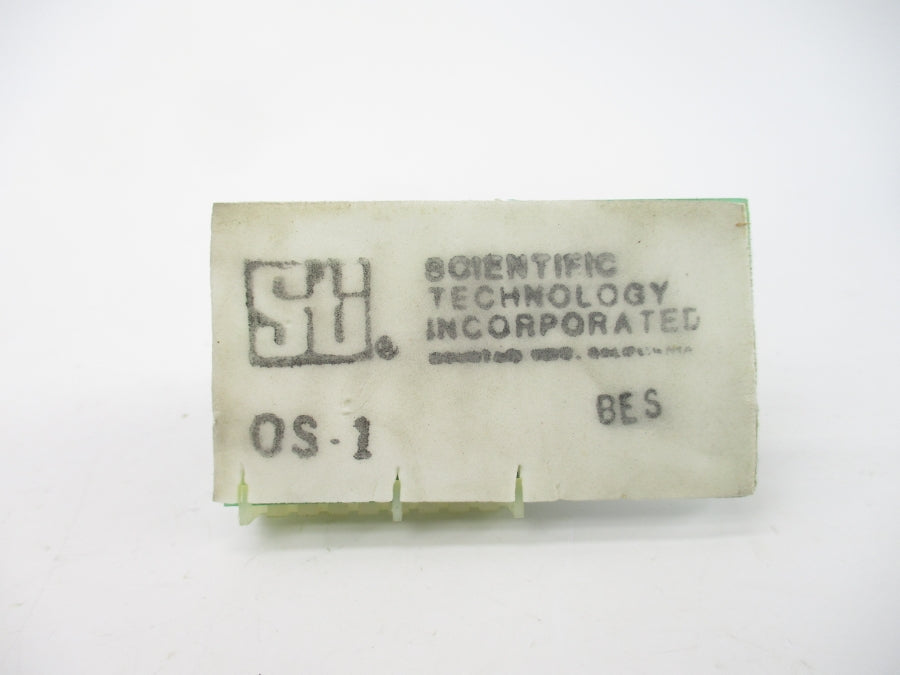 Sti®
SCIENTIFIC
TECHNOLOGY
INCORPORATED
BES
OS-1